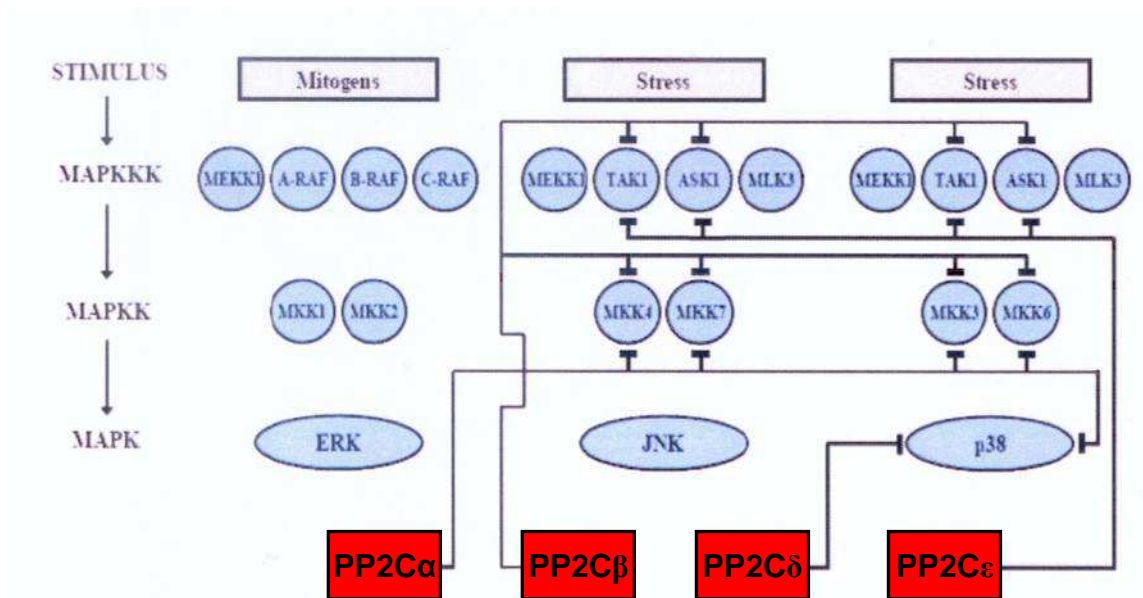 STIMULUS
Mitogens
Stress
Stress
MAPKKK
MEKK1 A-RAF B-RAF C-RAF
MEKK1 TAK1 ASK1 MLK3
MEKK1 TAK1 ASK1 MLK3
MAPKK
MKK1 MKK2
MKK4 MKK7
MKK3 MKK6
MAPK
ERK
JNK
p38
PP2Cα
PP2Cβ
PP2Cδ
PP2Cε